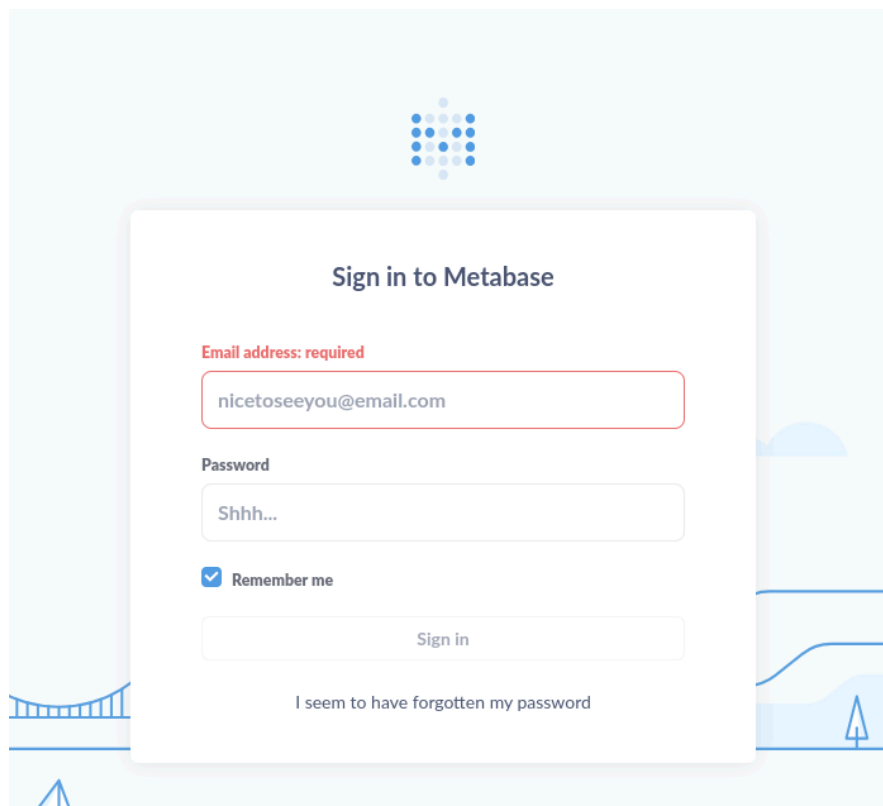 Sign in to Metabase
Email address: required
nicetoseeyou@email.com
Password
Shhh...
Remember me
Sign in
I seem to have forgotten my password